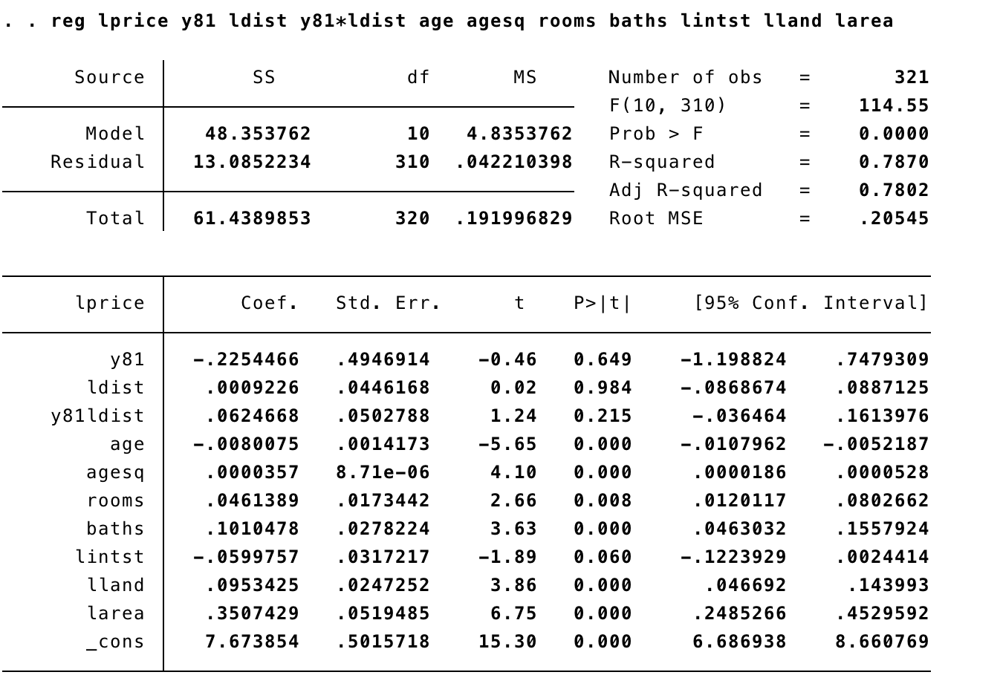 . . reg lprice y81 ldist y81*ldist age agesq rooms baths lintst lland larea
Source SS df MS Number of obs = 321
F(10, 310) = 114.55
Model 48.353762 10 4.8353762 Prob > F = 0.0000
Residual 13.0852234 310 .042210398 R-squared = 0.7870
Adj R-squared = 0.7802
Total 61.4389853 320 .191996829 Root MSE = .20545
lprice Coef. Std. Err. t P>|t| [95% Conf. Interval]
y81 -.2254466 .4946914 -0.46 0.649 -1.198824 .7479309
ldist .0009226 .0446168 0.02 0.984 -.0868674 .0887125
y81ldist .0624668 .0502788 1.24 0.215 -.036464 .1613976
age -.0080075 .0014173 -5.65 0.000 -.0107962 -.0052187
agesq .0000357 8.71e-06 4.10 0.000 .0000186 .0000528
rooms .0461389 .0173442 2.66 0.008 .0120117 .0802662
baths .1010478 .0278224 3.63 0.000 .0463032 .1557924
lintst -.0599757 .0317217 -1.89 0.060 -.1223929 .0024414
lland .0953425 .0247252 3.86 0.000 .046692 .143993
larea .3507429 .0519485 6.75 0.000 .2485266 .4529592
_cons 7.673854 .5015718 15.30 0.000 6.686938 8.660769